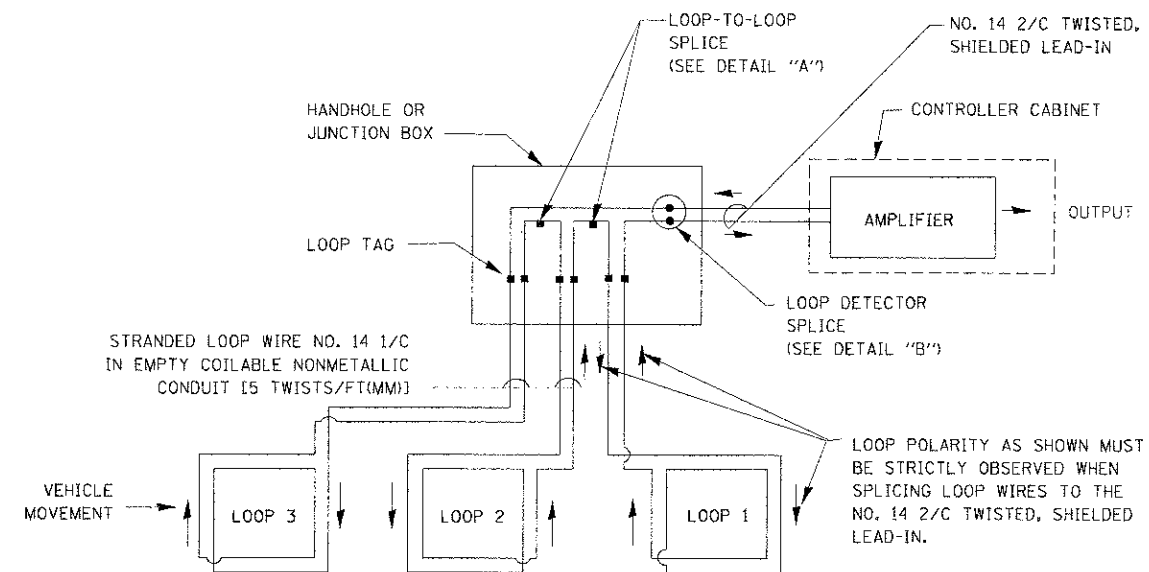 LOOP-TO-LOOP
SPLICE
(SEE DETAIL "A")
NO. 14 2/C TWISTED,
SHIELDED LEAD-IN
HANDHOLE OR
JUNCTION BOX
CONTROLLER CABINET
AMPLIFIER
OUTPUT
LOOP TAG
LOOP DETECTOR
SPLICE
(SEE DETAIL "B")
STRANDED LOOP WIRE NO. 14 1/C
IN EMPTY COILABLE NONMETALLIC
CONDUIT [5 TWISTS/FT(MM)]
LOOP POLARITY AS SHOWN MUST
BE STRICTLY OBSERVED WHEN
SPLICING LOOP WIRES TO THE
NO. 14 2/C TWISTED, SHIELDED
LEAD-IN.
VEHICLE
MOVEMENT
LOOP 3
LOOP 2
LOOP 1